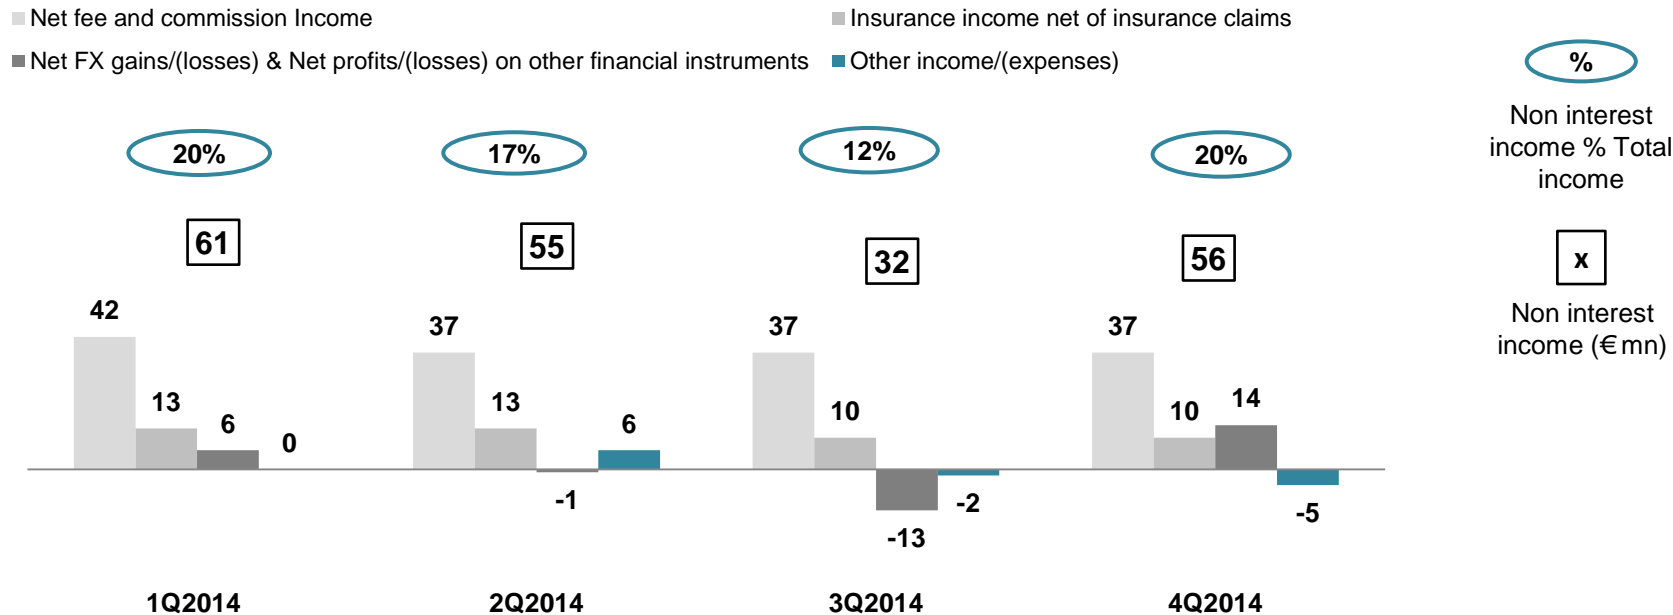 Net fee and commission Income
Insurance income net of insurance claims
Net FX gains/(losses) & Net profits/(losses) on other financial instruments
Other income/(expenses)
%
Non interest
income % Total
income
20%
17%
12%
20%
61
55
32
56
x
Non interest
income (€mn)
42
13
6
0
37
13
-1
6
37
10
-13
-2
37
10
14
-5
1Q2014
2Q2014
3Q2014
4Q2014